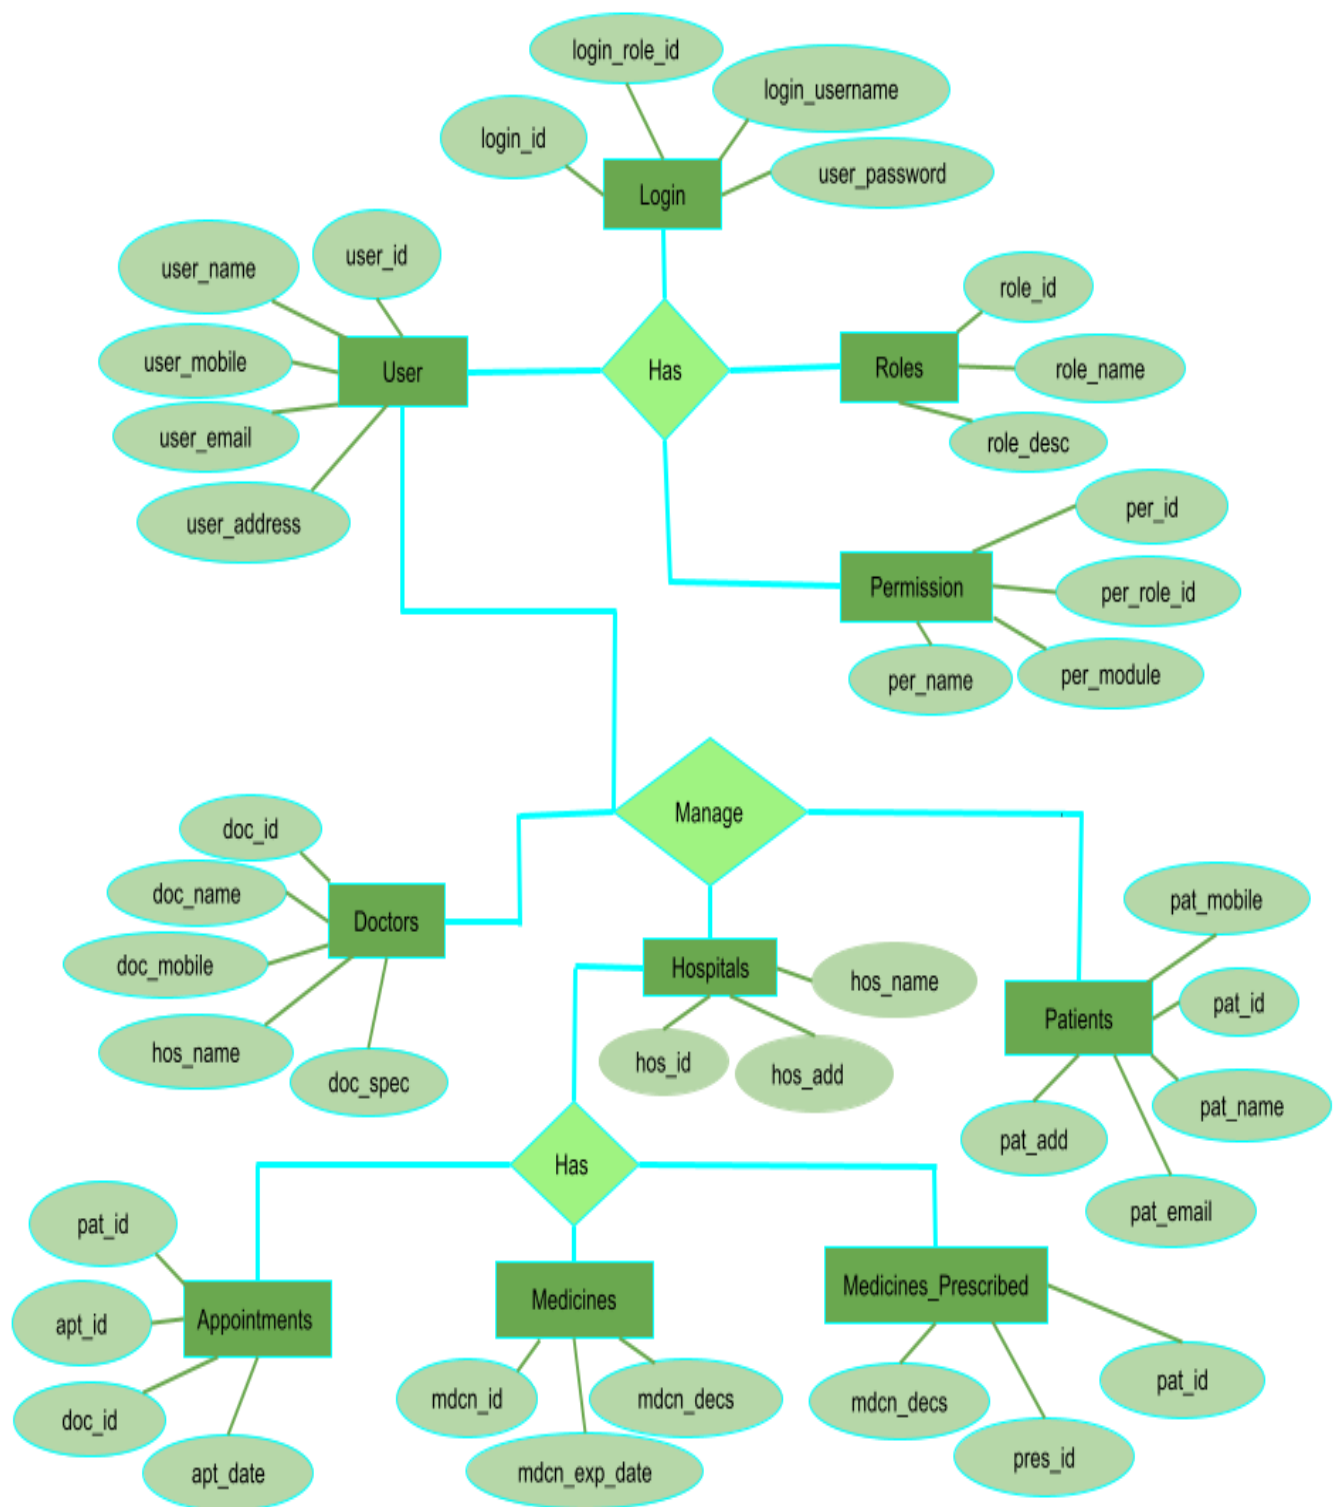 login_role_id
login_username
login_id
user_password
Login
user_name
user_id
user_mobile
User
user_email
user_address
Has
role_id
Roles
role_name
role_desc
per_id
Permission
per_role_id
per_name
per_module
Manage
doc_id
doc_name
Doctors
doc_mobile
hos_name
doc_spec
Hospitals
hos_name
hos_id
hos_add
pat_mobile
pat_id
Patients
pat_name
pat_add
pat_email
Has
pat_id
apt_id
Appointments
doc_id
apt_date
Medicines
mdcn_id
mdcn_decs
mdcn_exp_date
Medicines_Prescribed
mdcn_decs
pat_id
pres_id